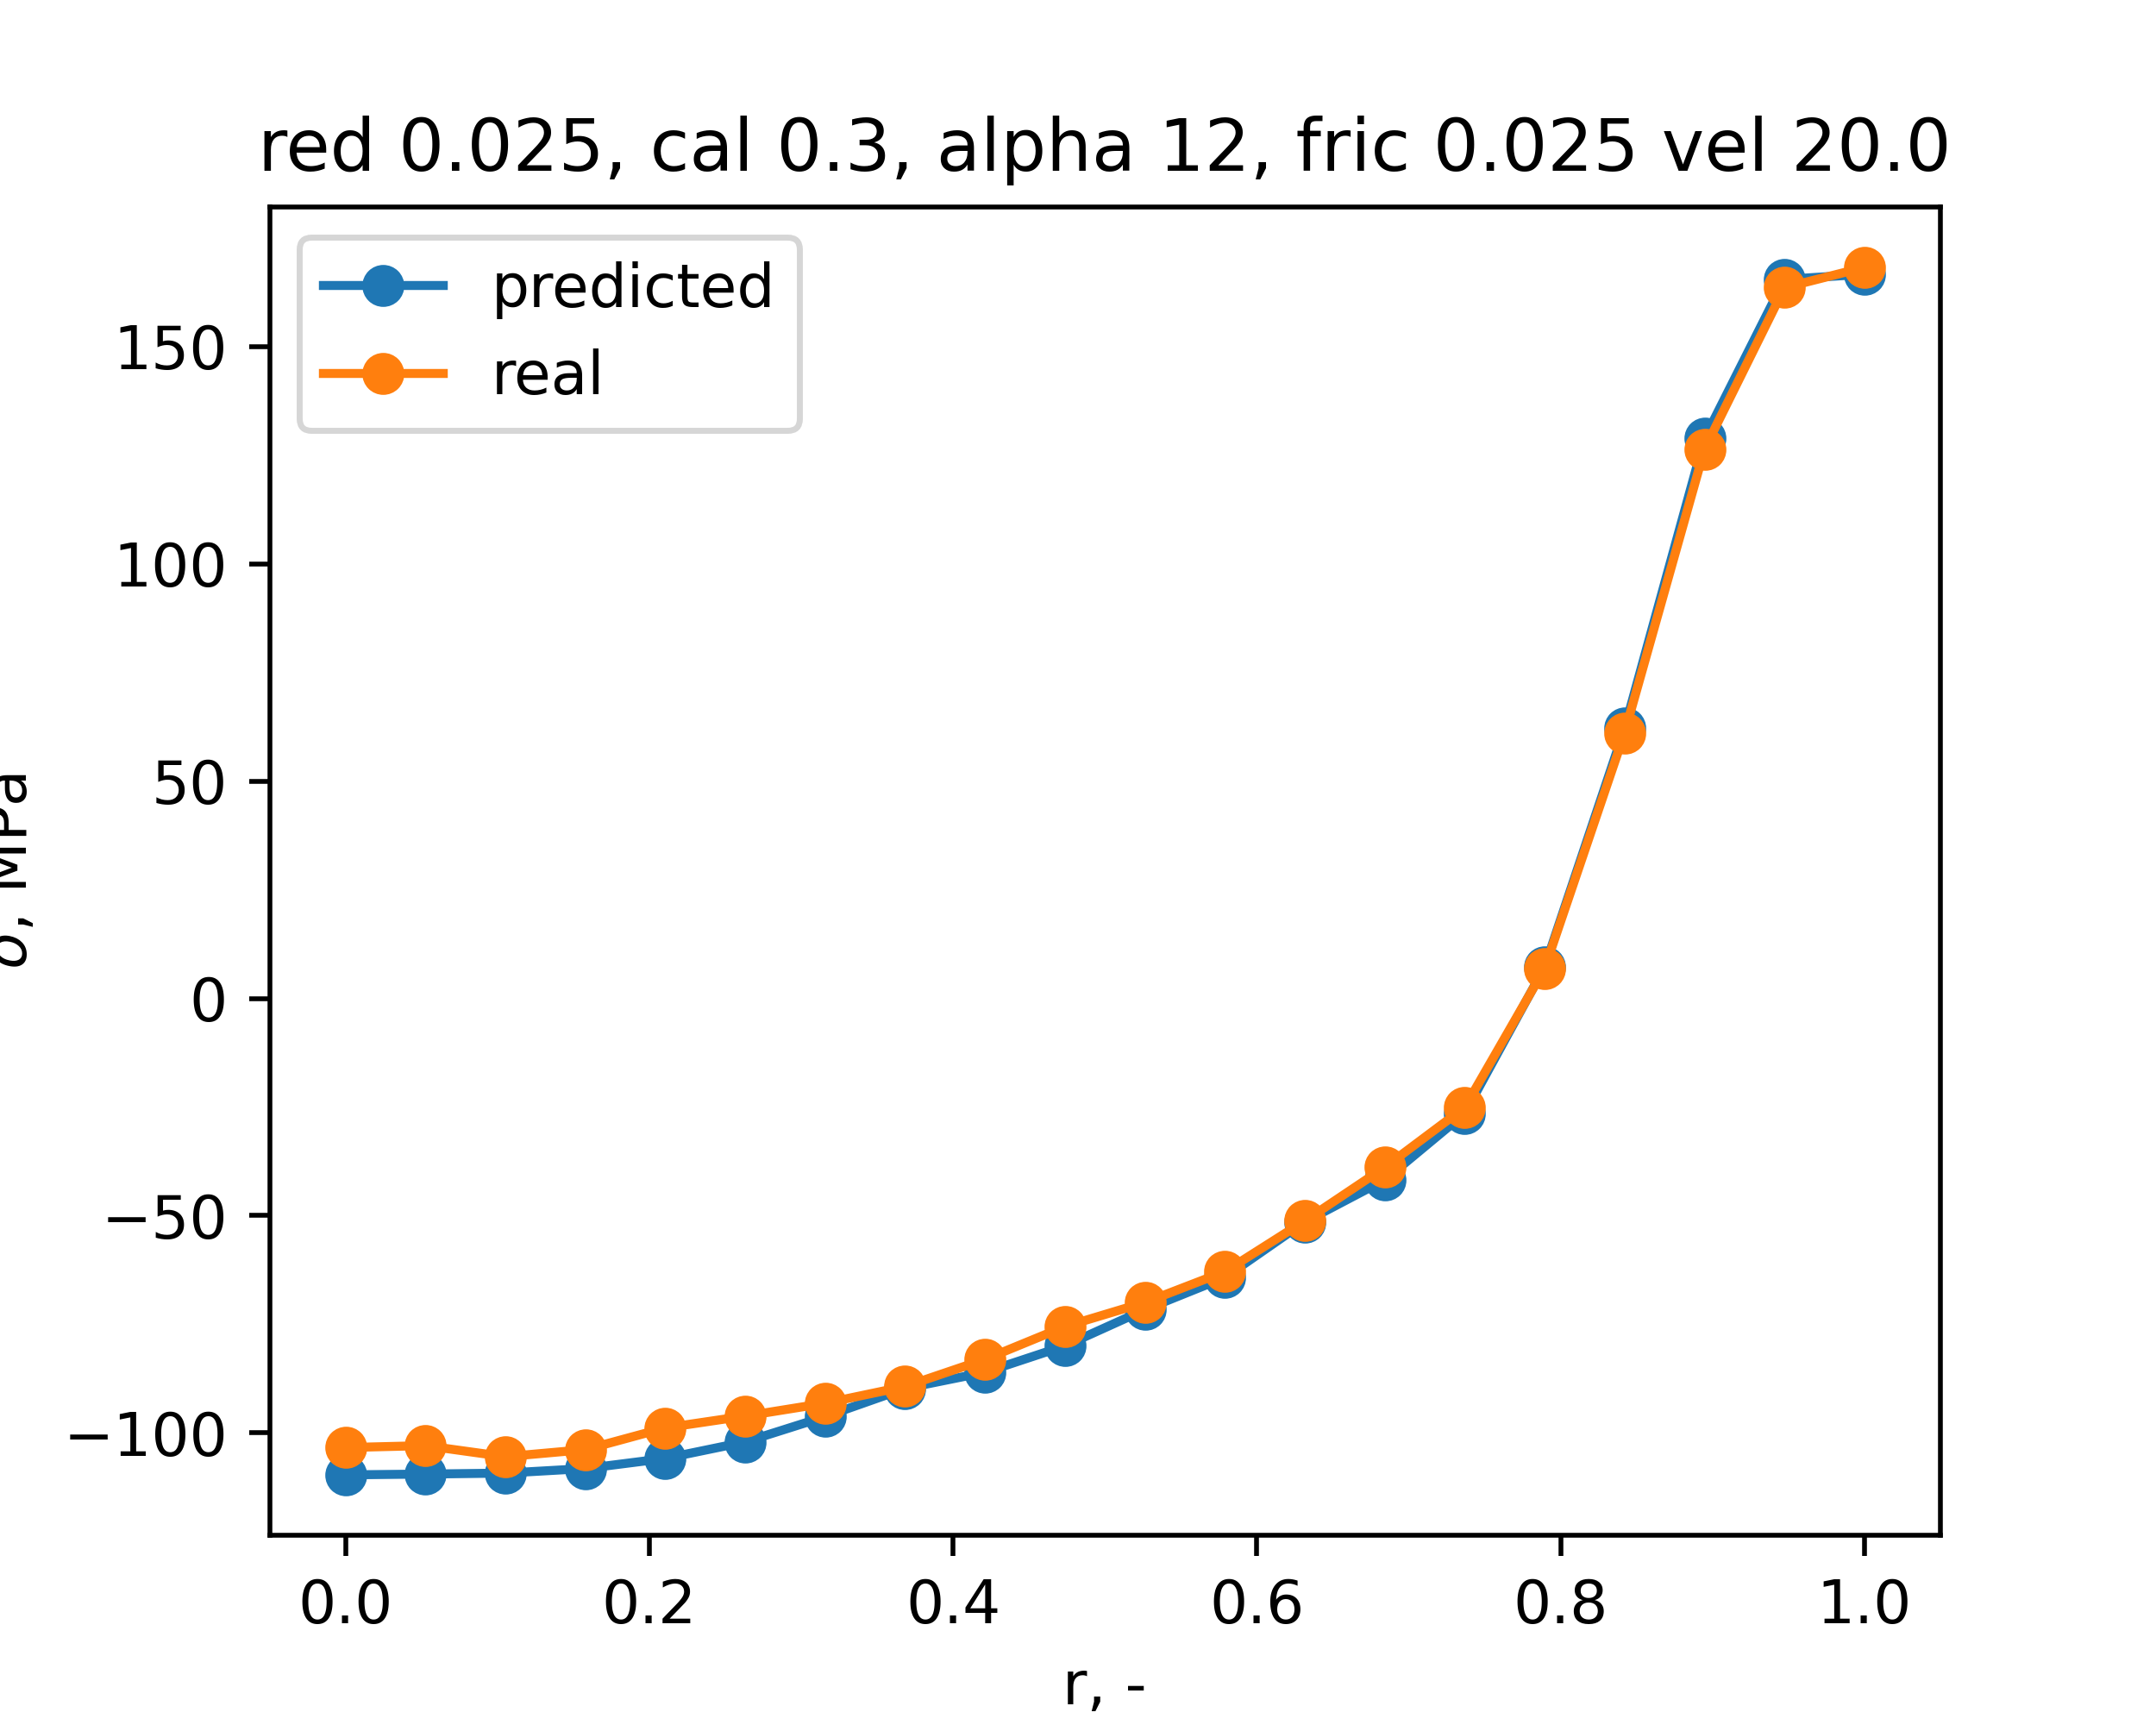 red 0.025, cal 0.3, alpha 12, fric 0.025 vel 20.0
predicted
real
150
100
50
0
−50
−100
σ, MPa
0.0 0.2 0.4 0.6 0.8 1.0
r, -